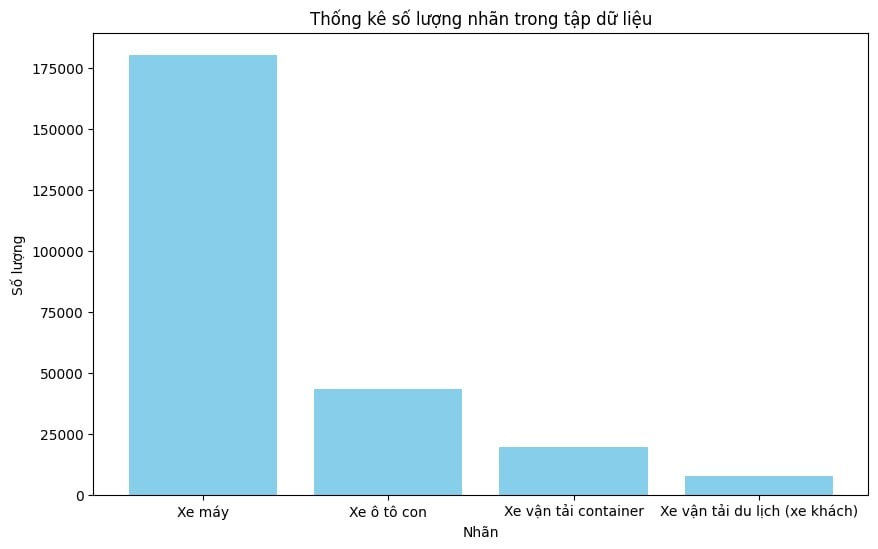 Thống kê số lượng nhãn trong tập dữ liệu
Số lượng
175000
150000
125000
100000
75000
50000
25000
0
Xe máy
Xe ô tô con
Xe vận tải container
Xe vận tải du lịch (xe khách)
Nhãn